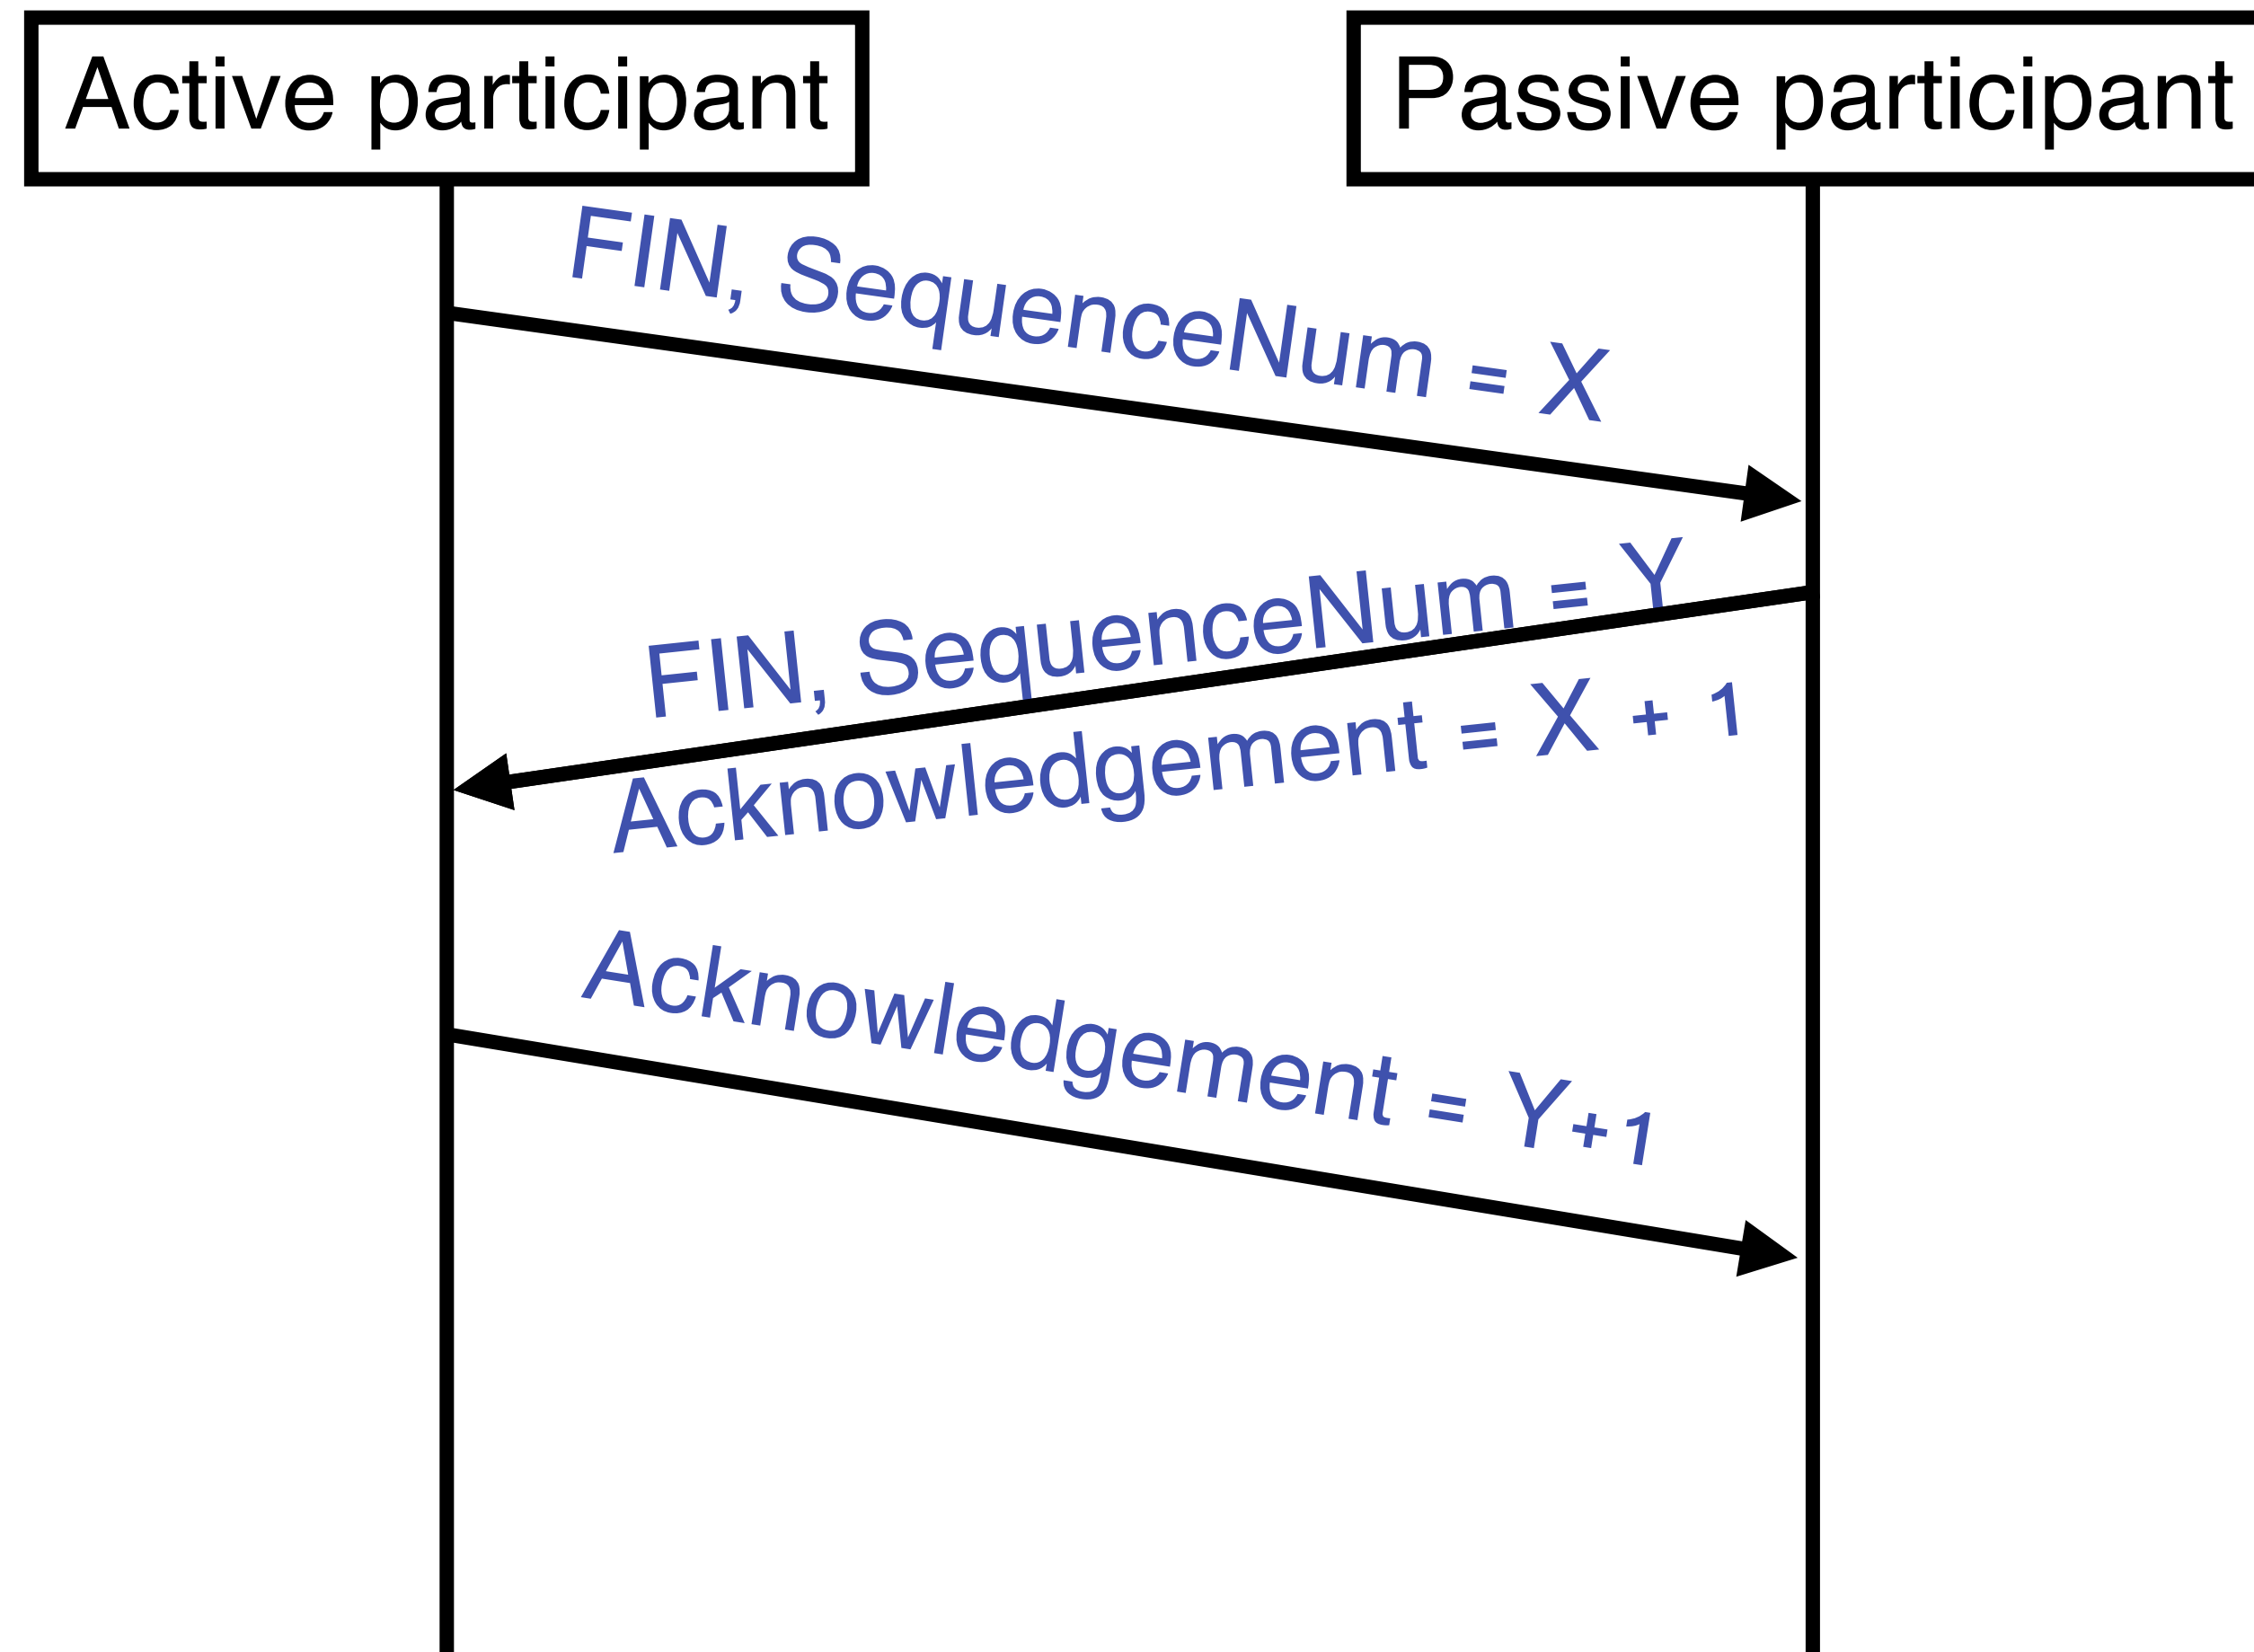 Active participant
Passive participant
FIN, SequenceNum = X
FIN, SequenceNum = Y
Acknowledgement = X + 1
Acknowledgement = Y+1